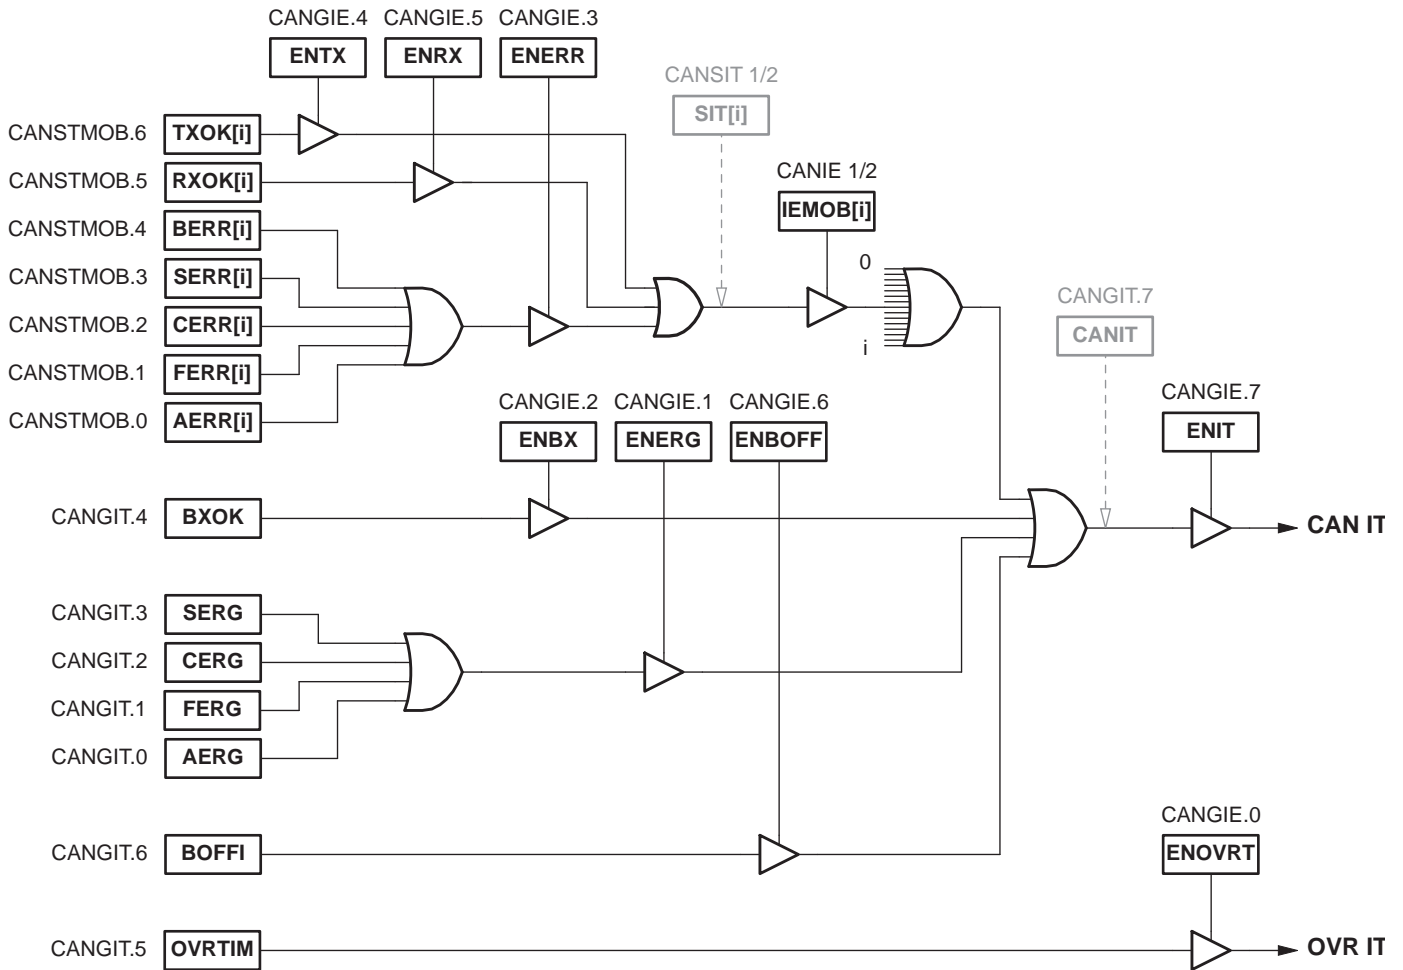 CANGIE.4 CANGIE.5 CANGIE.3
ENTX ENRX ENERR
CANSIT 1/2
SIT[i]
CANSTMOB.6 TXOK[i]
CANSTMOB.5 RXOK[i]
CANIE 1/2
IEMOB[i]
CANSTMOB.4 BERR[i]
CANSTMOB.3 SERR[i]
0
CANGIT.7
CANIT
CANSTMOB.2 CERR[i]
i
CANSTMOB.1 FERR[i]
CANSTMOB.0 AERR[i]
CANGIE.2 CANGIE.1 CANGIE.6
ENBX ENERG ENBOFF
CANGIE.7
ENIT
CANGIT.4 BXOK
CAN IT
CANGIT.3 SERG
CANGIT.2 CERG
CANGIT.1 FERG
CANGIT.0 AERG
CANGIE.0
ENOVRT
CANGIT.6 BOFFI
CANGIT.5 OVRTIM
OVR IT